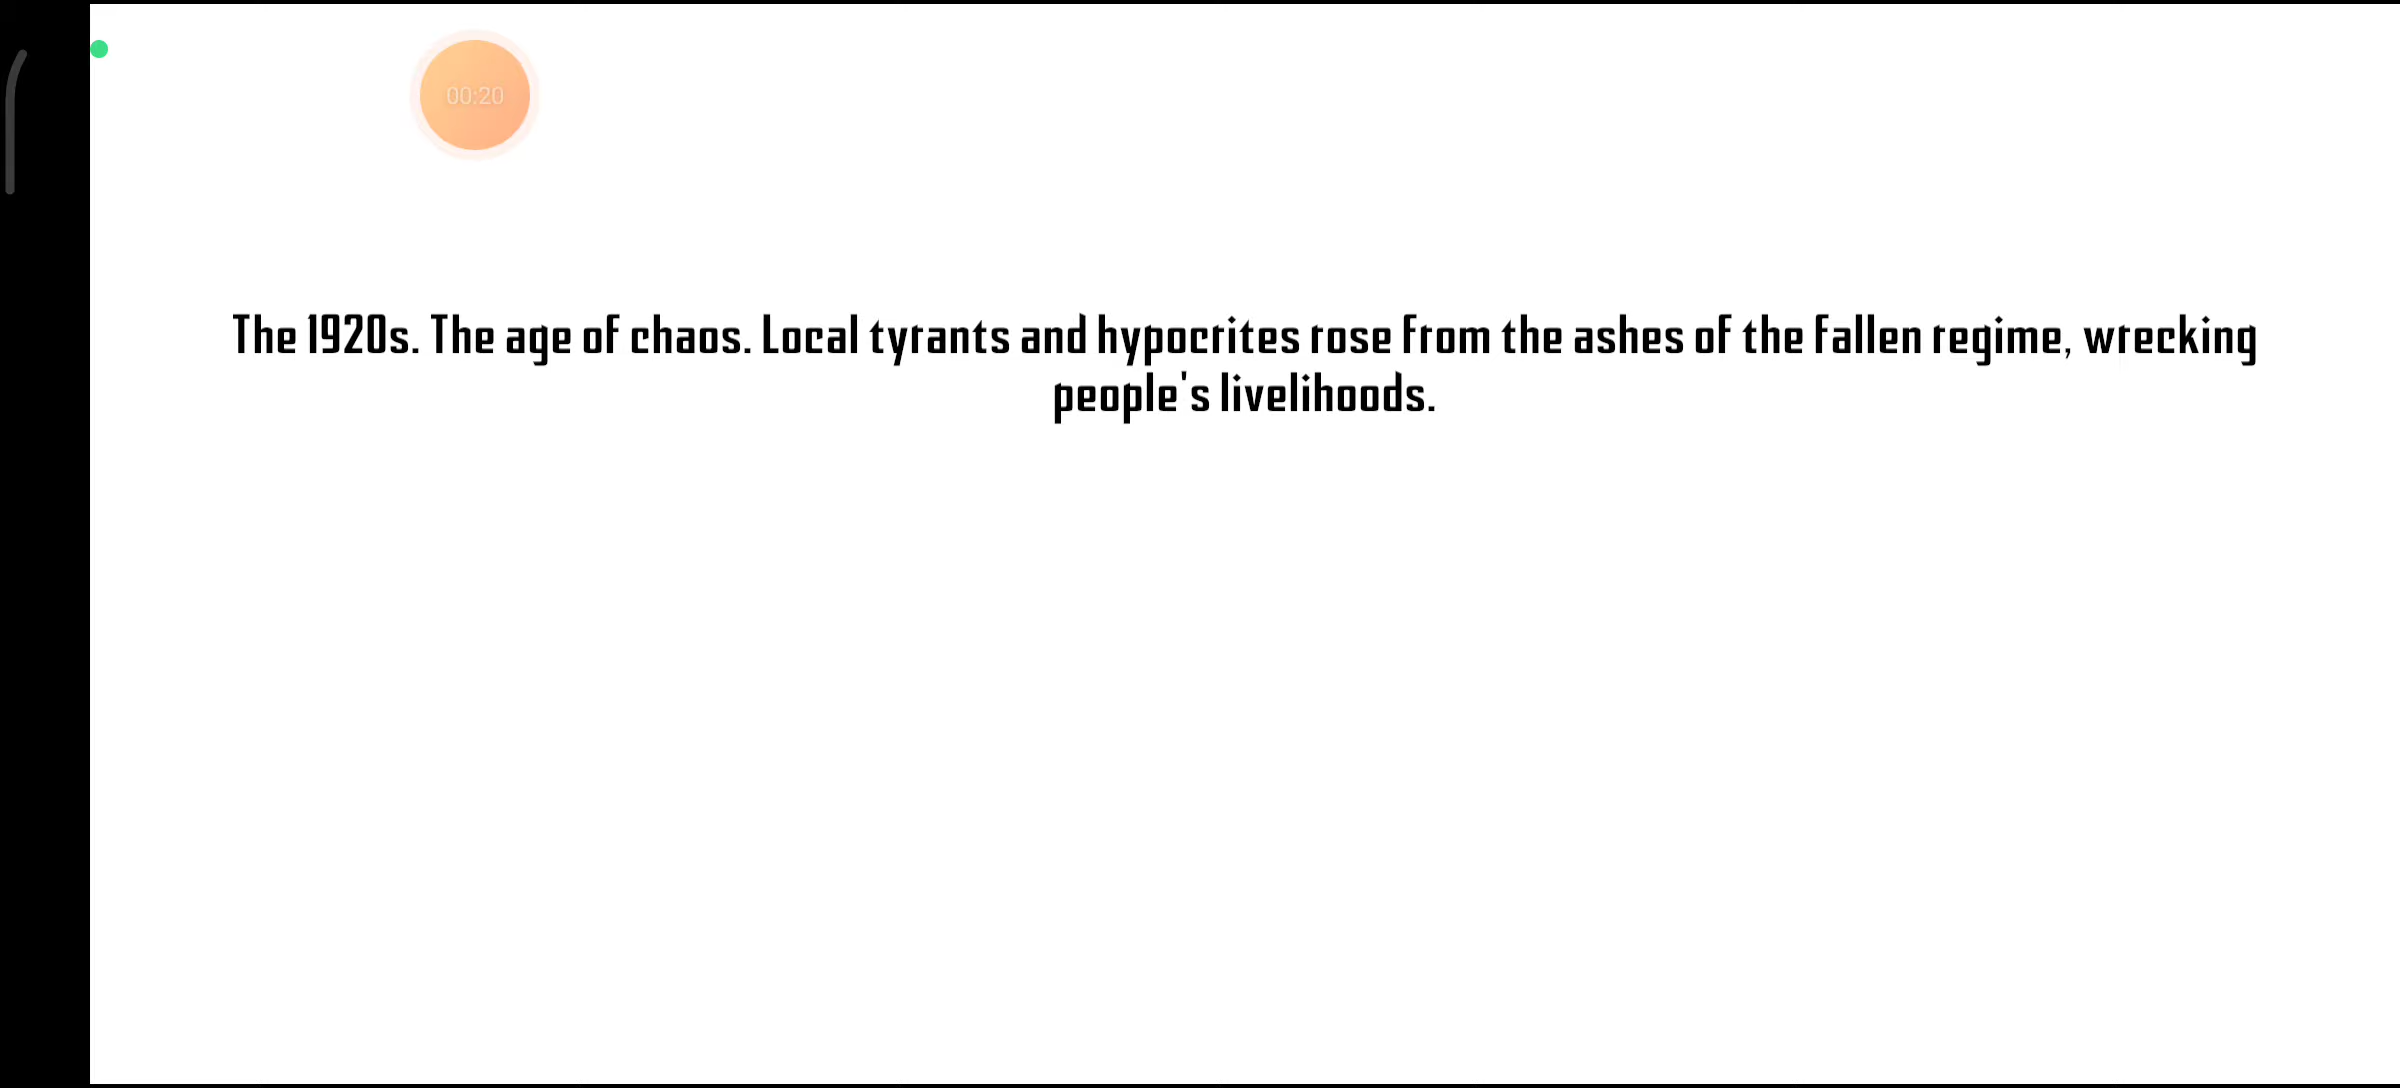 00:20
The 1920s. The age of chaos. Local tyrants and hypocrites rose from the ashes of the fallen regime, wrecking
people's livelihoods.